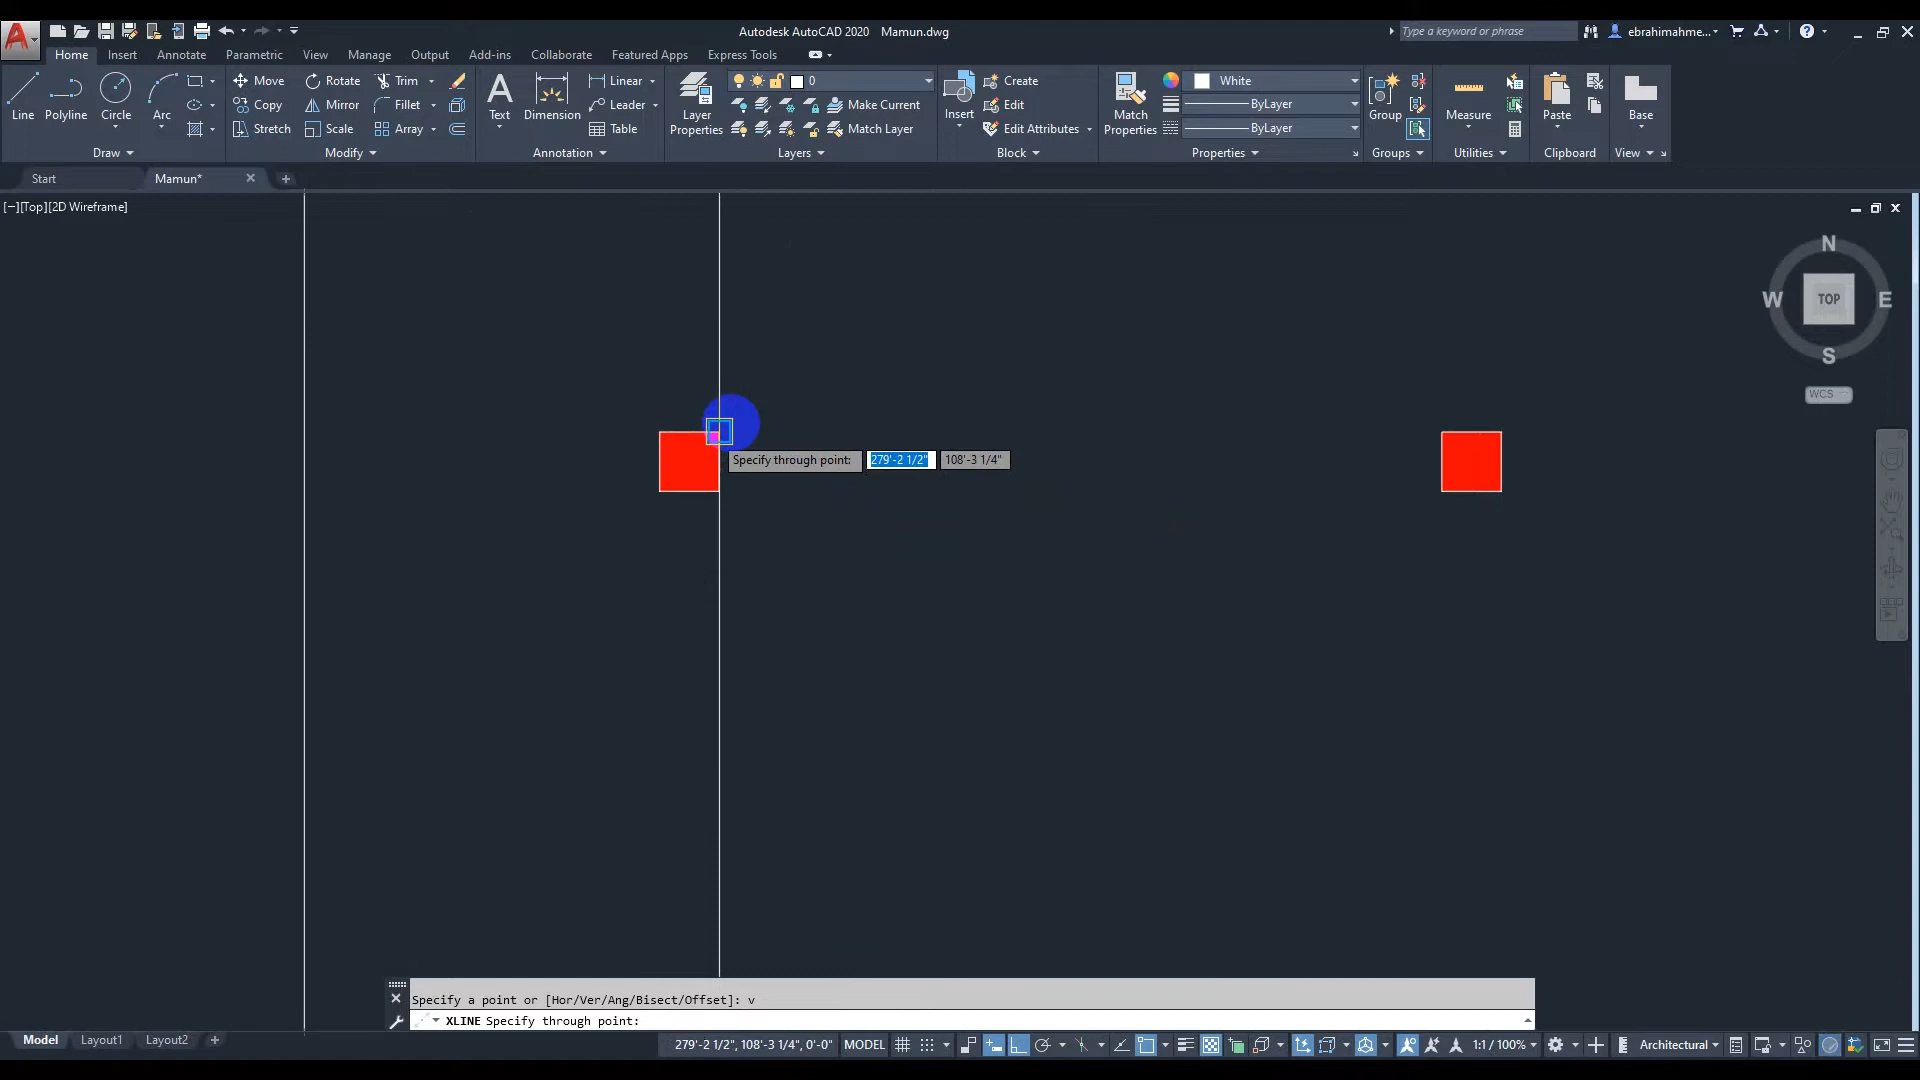 Autodesk AutoCAD 2020 Mamun.dwg
Type a keyword or phrase
ebrahimahme...
Home Insert Annotate Parametric View Manage Output Add-ins Collaborate Featured Apps Express Tools
Line Polyline Circle Arc
Move Rotate Trim
Copy Mirror Fillet
Stretch Scale Array
Text Dimension
Linear
Leader
Table
Layer Properties
0
Make Current
Match Layer
Insert
Create
Edit
Edit Attributes
Match Properties
White
ByLayer
ByLayer
Group
Measure
Paste
Base
Draw Modify Annotation Layers Block Properties Groups Utilities Clipboard View
Start Mamun*
[−][Top][2D Wireframe]
N
W TOP E
S
WCS
Specify through point: 279'-2 1/2" 108'-3 1/4"
Specify a point or [Hor/Ver/Ang/Bisect/Offset]: v
XLINE Specify through point:
Model Layout1 Layout2
279'-2 1/2", 108'-3 1/4", 0'-0" MODEL 1:1 / 100% Architectural